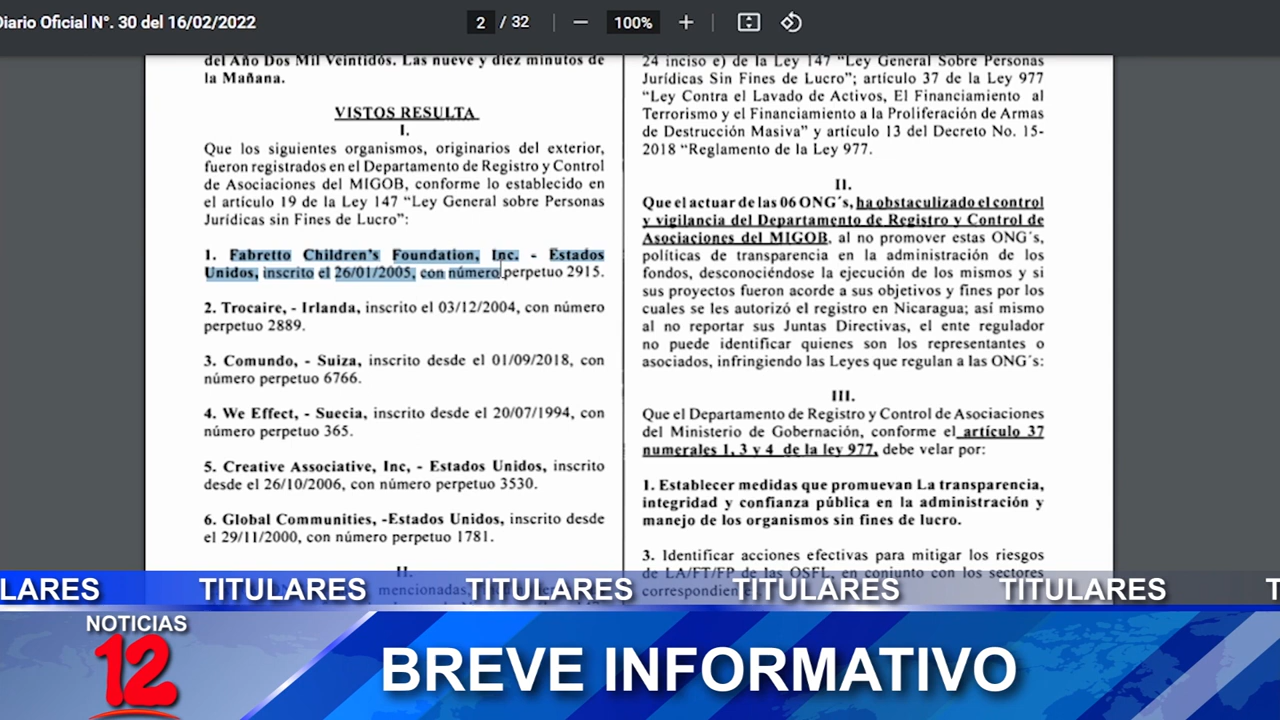 Diario Oficial N°. 30 del 16/02/2022
2 / 32
100%
del Año Dos Mil Veintidós. Las nueve y diez minutos de
la Mañana.
VISTOS RESULTA
I.
Que los siguientes organismos, originarios del exterior,
fueron registrados en el Departamento de Registro y Control
de Asociaciones del MIGOB, conforme lo establecido en
el artículo 19 de la Ley 147 “Ley General sobre Personas
Jurídicas sin Fines de Lucro”:
1. Fabretto Children’s Foundation, Inc. - Estados
Unidos, inscrito el 26/01/2005, con número perpetuo 2915.
2. Trocaire, - Irlanda, inscrito el 03/12/2004, con número
perpetuo 2889.
3. Comundo, - Suiza, inscrito desde el 01/09/2018, con
número perpetuo 6766.
4. We Effect, - Suecia, inscrito desde el 20/07/1994, con
número perpetuo 365.
5. Creative Associative, Inc, - Estados Unidos, inscrito
desde el 26/10/2006, con número perpetuo 3530.
6. Global Communities, -Estados Unidos, inscrito desde
el 29/11/2000, con número perpetuo 1781.
II.
mencionadas,
24 inciso e) de la Ley 147 “Ley General Sobre Personas
Jurídicas Sin Fines de Lucro”; artículo 37 de la Ley 977
“Ley Contra el Lavado de Activos, El Financiamiento al
Terrorismo y el Financiamiento a la Proliferación de Armas
de Destrucción Masiva” y artículo 13 del Decreto No. 15-
2018 “Reglamento de la Ley 977.
II.
Que el actuar de las 06 ONG´s, ha obstaculizado el control
y vigilancia del Departamento de Registro y Control de
Asociaciones del MIGOB, al no promover estas ONG´s,
políticas de transparencia en la administración de los
fondos, desconociéndose la ejecución de los mismos y si
sus proyectos fueron acorde a sus objetivos y fines por los
cuales se les autorizó el registro en Nicaragua; así mismo
al no reportar sus Juntas Directivas, el ente regulador
no puede identificar quienes son los representantes o
asociados, infringiendo las Leyes que regulan a las ONG´s:
III.
Que el Departamento de Registro y Control de Asociaciones
del Ministerio de Gobernación, conforme el artículo 37
numerales 1, 3 y 4 de la ley 977, debe velar por:
1. Establecer medidas que promuevan La transparencia,
integridad y confianza pública en la administración y
manejo de los organismos sin fines de lucro.
3. Identificar acciones efectivas para mitigar los riesgos
de LA/FT/FP de las OSFL, en conjunto con los sectores
correspondiente
LARES TITULARES TITULARES TITULARES TITULARES T
NOTICIAS
12
BREVE INFORMATIVO